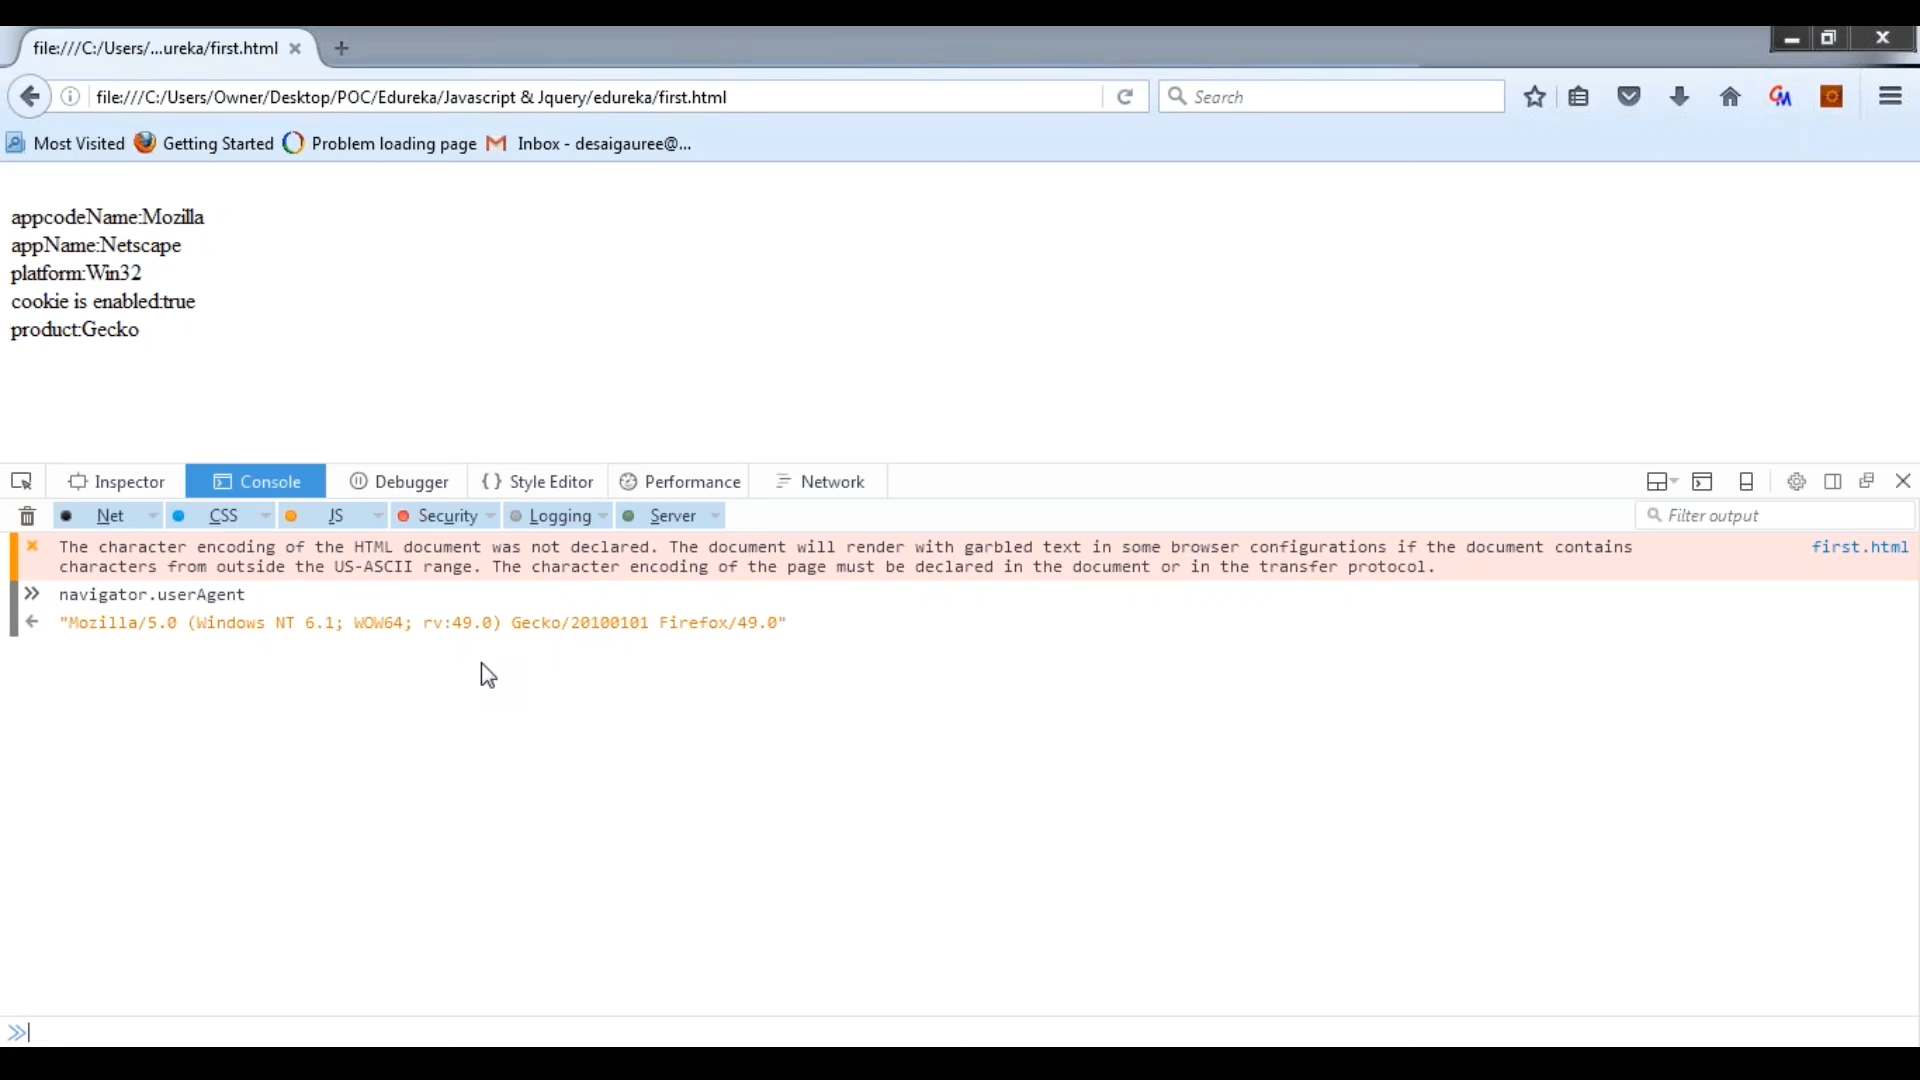 file:///C:/Users/...ureka/first.html
file:///C:/Users/Owner/Desktop/POC/Edureka/Javascript & Jquery/edureka/first.html
Search
Most Visited Getting Started Problem loading page Inbox - desaigauree@...
appcodeName:Mozilla
appName:Netscape
platform:Win32
cookie is enabled:true
product:Gecko
Inspector Console Debugger Style Editor Performance Network
Net CSS JS Security Logging Server Filter output
The character encoding of the HTML document was not declared. The document will render with garbled text in some browser configurations if the document contains first.html
characters from outside the US-ASCII range. The character encoding of the page must be declared in the document or in the transfer protocol.
navigator.userAgent
"Mozilla/5.0 (Windows NT 6.1; WOW64; rv:49.0) Gecko/20100101 Firefox/49.0"